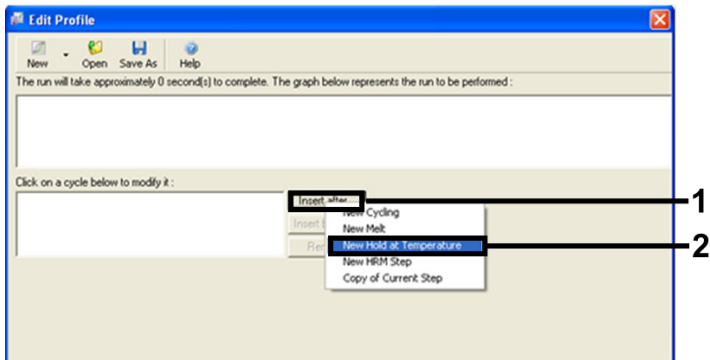 Edit Profile
New Open Save As Help
The run will take approximately 0 second(s) to complete. The graph below represents the run to be performed :
Click on a cycle below to modify it :
Insert after...
1
New Cycling
Insert
New Melt
New Hold at Temperature
2
New HRM Step
Copy of Current Step